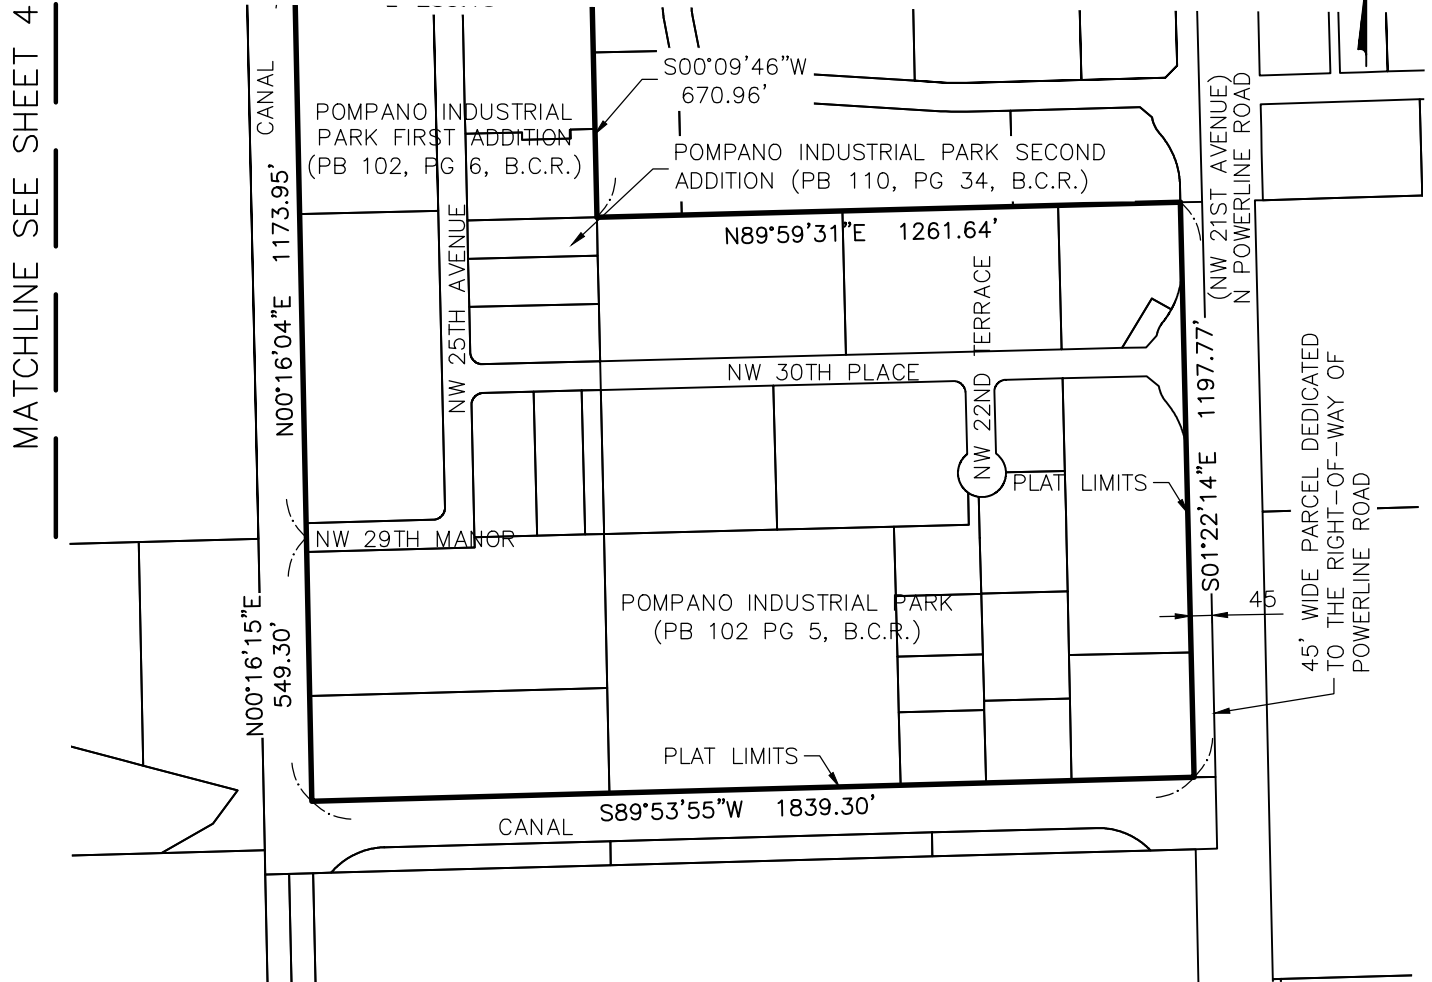 MATCHLINE SEE SHEET 4
CANAL
S00°09'46"W
670.96'
POMPANO INDUSTRIAL
PARK FIRST ADDITION
(PB 102, PG 6, B.C.R.)
POMPANO INDUSTRIAL PARK SECOND
ADDITION (PB 110, PG 34, B.C.R.)
(NW 21ST AVENUE)
N POWERLINE ROAD
N00°16'04"E 1173.95'
NW 25TH AVENUE
N89°59'31"E 1261.64'
NW 22ND TERRACE
NW 30TH PLACE
S01°22'14"E 1197.77'
PLAT LIMITS
45' WIDE PARCEL DEDICATED
TO THE RIGHT-OF-WAY OF
POWERLINE ROAD
NW 29TH MANOR
45
N00°16'15"E
549.30'
POMPANO INDUSTRIAL PARK
(PB 102 PG 5, B.C.R.)
PLAT LIMITS
S89°53'55"W 1839.30'
CANAL